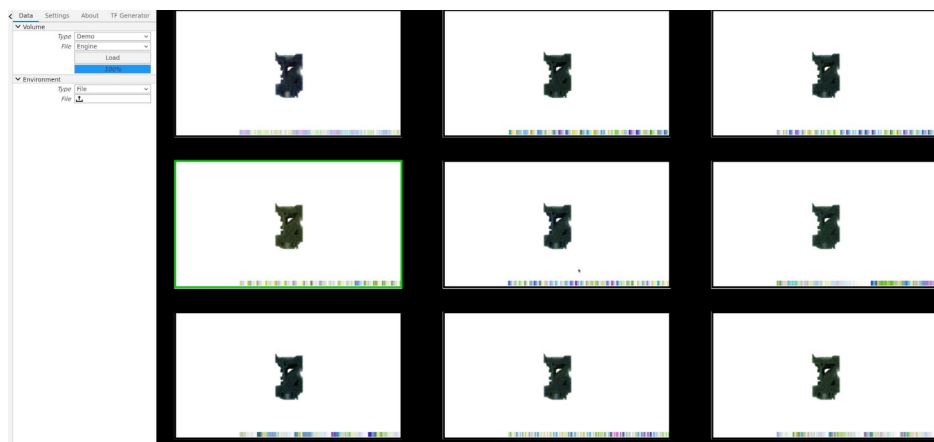 Data Settings About TF Generator
Volume
Type Demo
File Engine
Load
100%
Environment
Type File
File